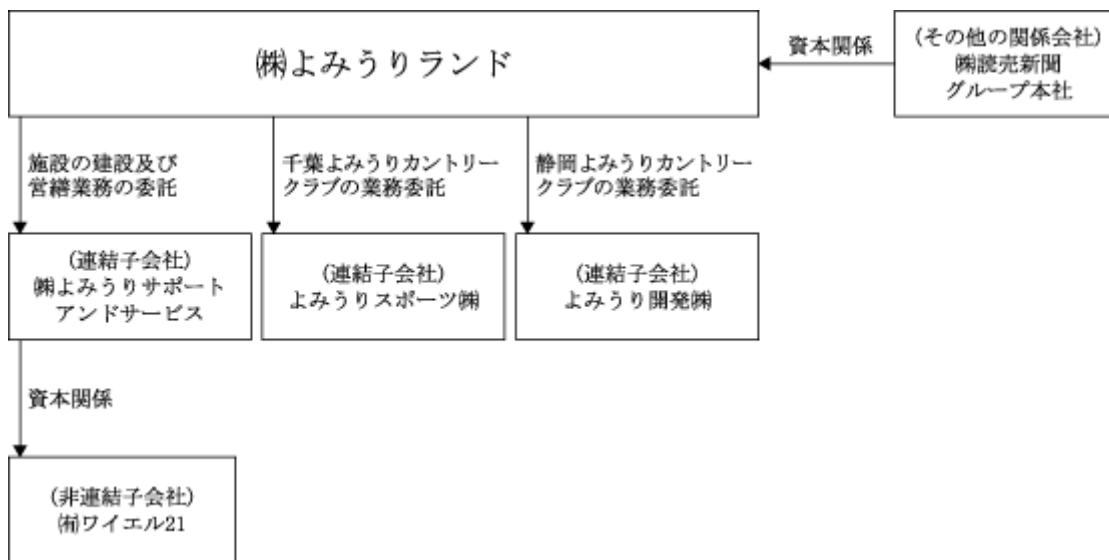 ㈱よみうりランド
資本関係
(その他の関係会社)
㈱読売新聞
グループ本社
施設の建設及び
営繕業務の委託
千葉よみうりカントリー
クラブの業務委託
静岡よみうりカントリー
クラブの業務委託
(連結子会社)
㈱よみうりサポート
アンドサービス
(連結子会社)
よみうりスポーツ㈱
(連結子会社)
よみうり開発㈱
資本関係
(非連結子会社)
㈲ワイエル21